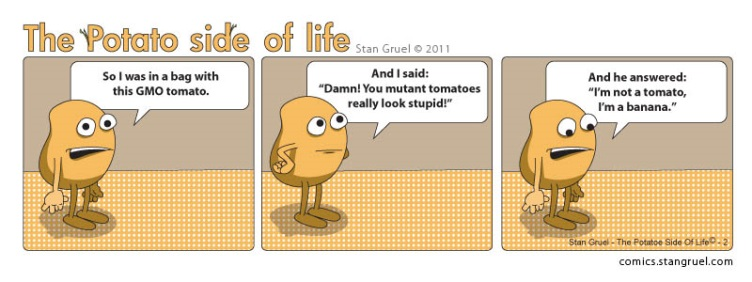 The Potato side of life Stan Gruel © 2011
So I was in a bag with
this GMO tomato.
And I said:
"Damn! You mutant tomatoes
really look stupid!"
And he answered:
"I'm not a tomato,
I'm a banana."
Stan Gruel - The Potatoe Side Of Life© - 2
comics.stangruel.com